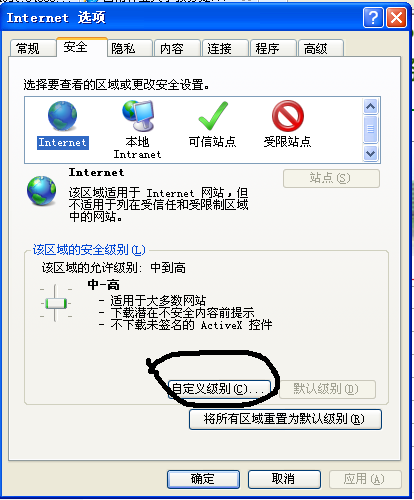 Internet 选项
常规 安全 隐私 内容 连接 程序 高级
选择要查看的区域或更改安全设置。
Internet 本地 Intranet 可信站点 受限站点
Internet
站点(S)
该区域适用于 Internet 网站，但
不适用于列在受信任和受限制区域
中的网站。
该区域的安全级别(L)
该区域的允许级别: 中到高
中-高
- 适用于大多数网站
- 下载潜在不安全内容前提示
- 不下载未签名的 ActiveX 控件
自定义级别(C)... 默认级别(D)
将所有区域重置为默认级别(R)
确定 取消 应用(A)